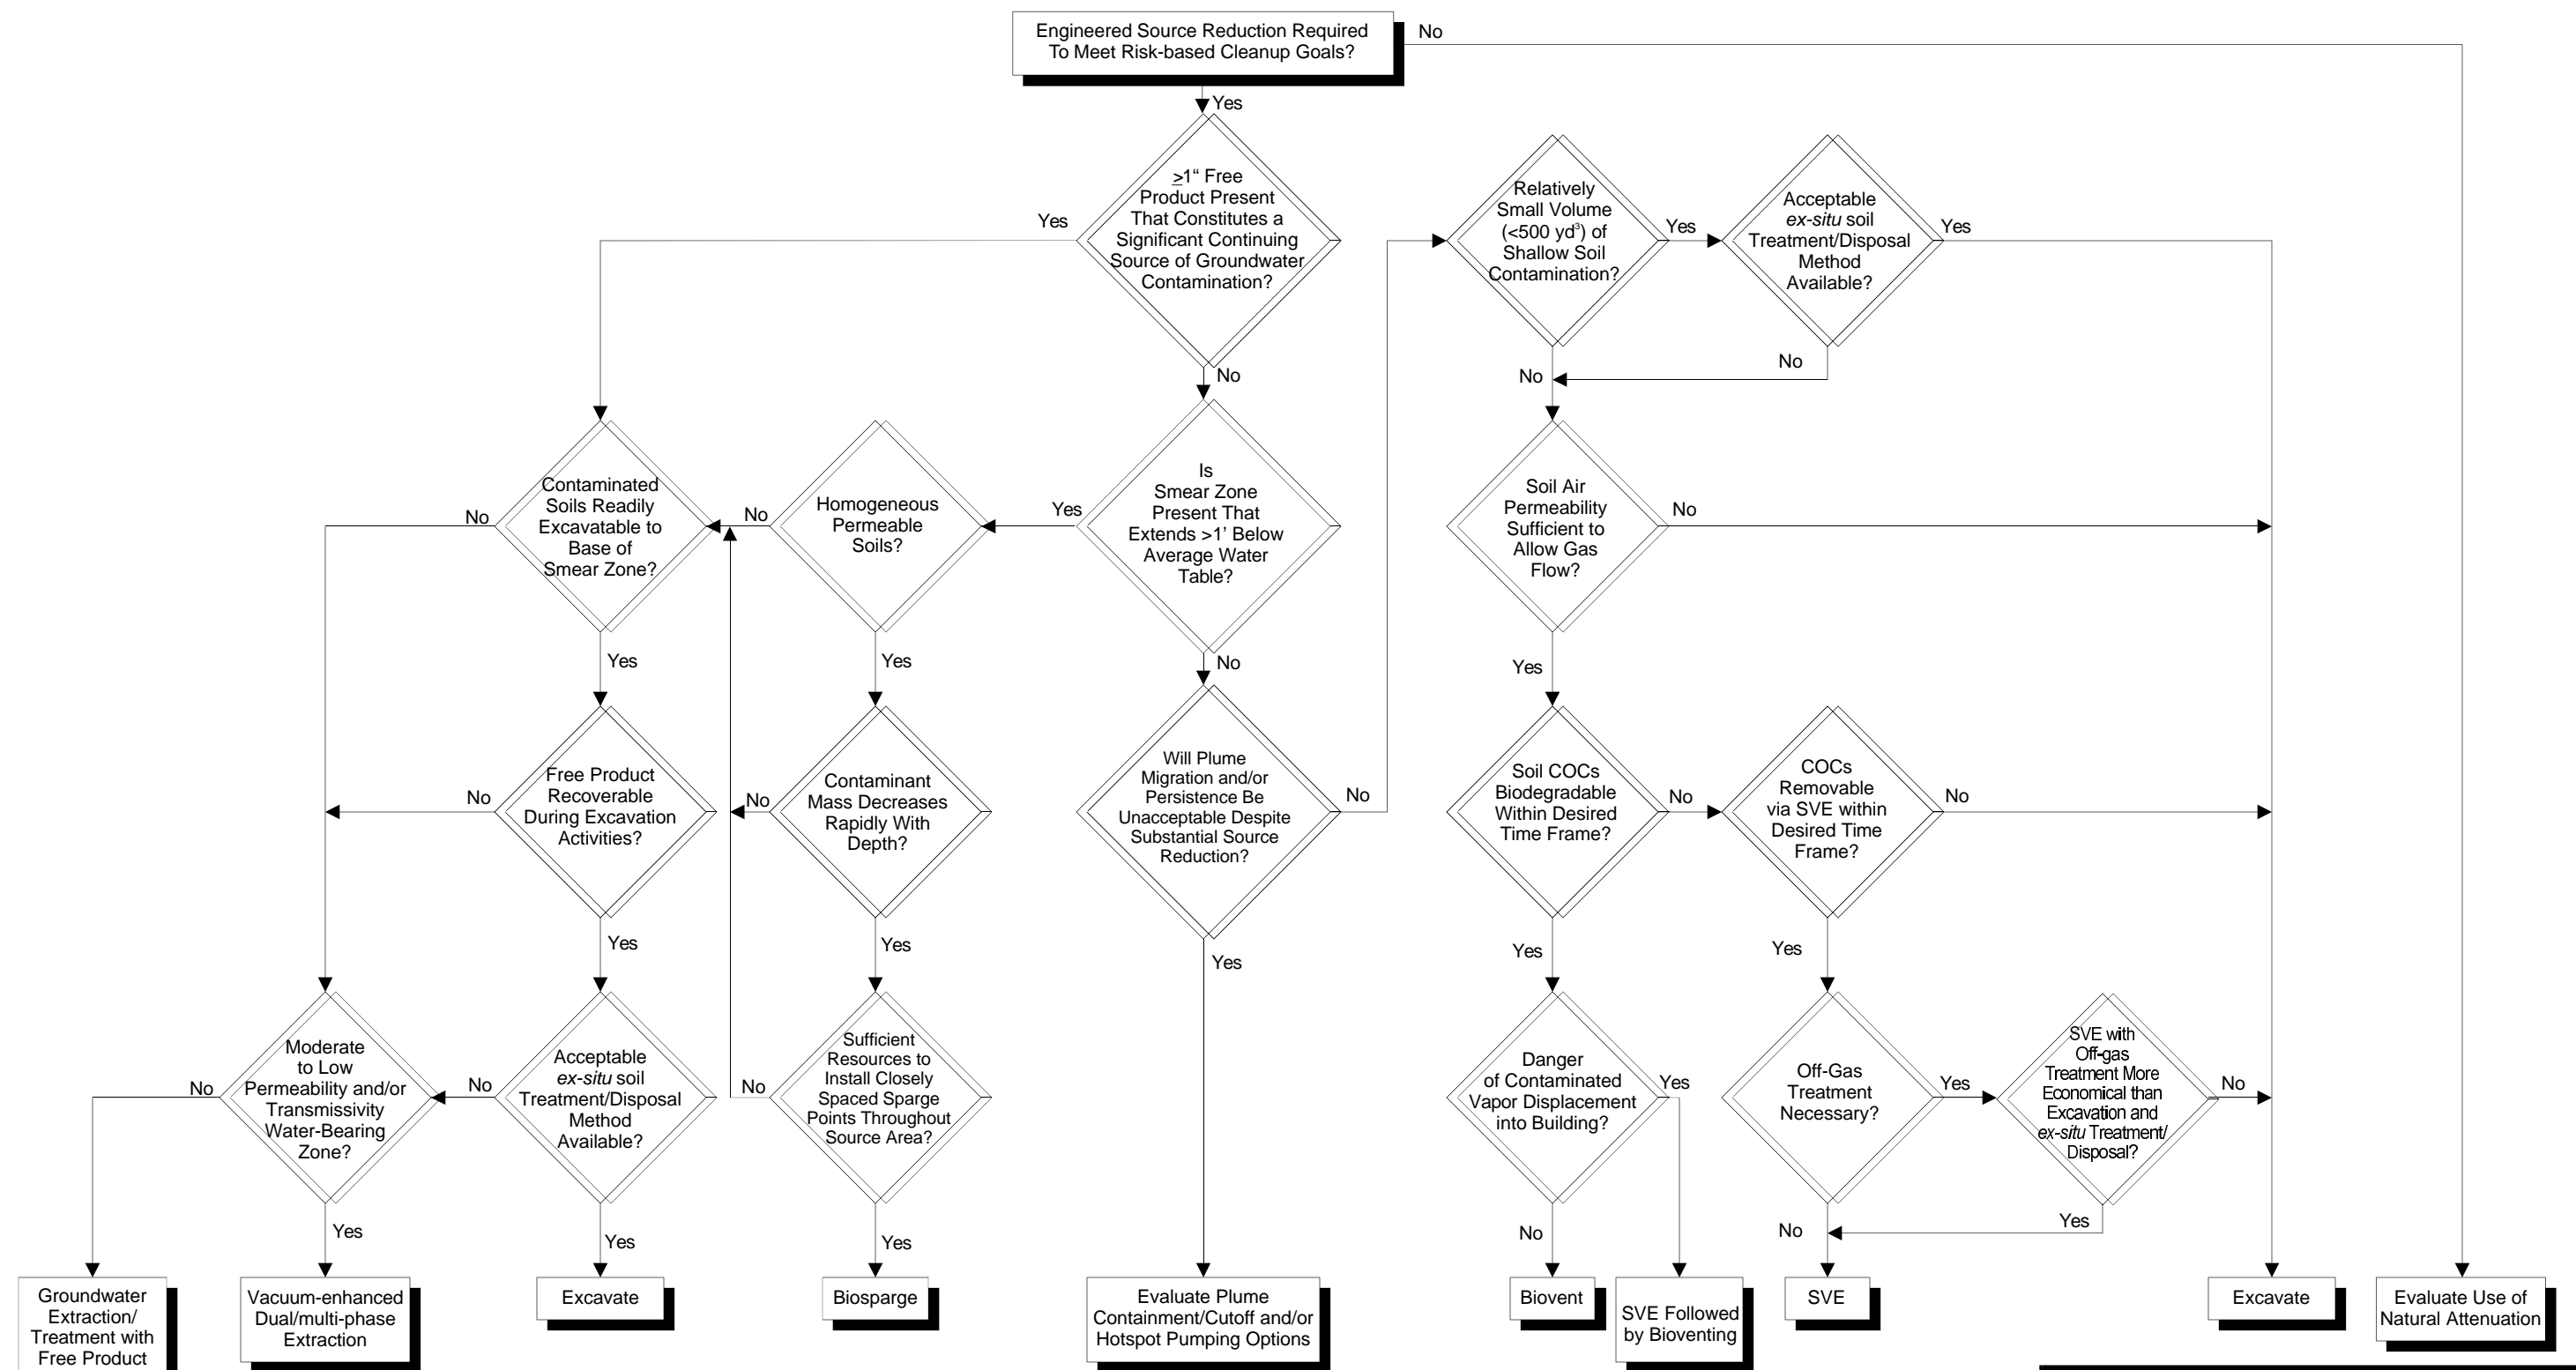 Engineered Source Reduction Required
To Meet Risk-based Cleanup Goals?
No
Yes
≥1“ Free
Product Present
That Constitutes a
Significant Continuing
Source of Groundwater
Contamination?
Yes
No
Relatively
Small Volume
(<500 yd³) of
Shallow Soil
Contamination?
Yes
No
Acceptable
ex-situ soil
Treatment/Disposal
Method
Available?
Yes
No
Contaminated
Soils Readily
Excavatable to
Base of
Smear Zone?
No
Yes
Homogeneous
Permeable
Soils?
No
Yes
Is
Smear Zone
Present That
Extends >1’ Below
Average Water
Table?
Yes
No
Soil Air
Permeability
Sufficient to
Allow Gas
Flow?
No
Yes
Free Product
Recoverable
During Excavation
Activities?
No
Yes
Contaminant
Mass Decreases
Rapidly With
Depth?
No
Yes
Will Plume
Migration and/or
Persistence Be
Unacceptable Despite
Substantial Source
Reduction?
No
Yes
Soil COCs
Biodegradable
Within Desired
Time Frame?
No
Yes
COCs
Removable
via SVE within
Desired Time
Frame?
No
Yes
Moderate
to Low
Permeability and/or
Transmissivity
Water-Bearing
Zone?
No
Yes
Acceptable
ex-situ soil
Treatment/Disposal
Method
Available?
No
Yes
Sufficient
Resources to
Install Closely
Spaced Sparge
Points Throughout
Source Area?
No
Yes
Danger
of Contaminated
Vapor Displacement
into Building?
Yes
No
Off-Gas
Treatment
Necessary?
Yes
No
SVE with
Off-gas
Treatment More
Economical than
Excavation and
ex-situ Treatment/
Disposal?
No
Yes
Groundwater
Extraction/
Treatment with
Free Product
Vacuum-enhanced
Dual/multi-phase
Extraction
Excavate
Biosparge
Evaluate Plume
Containment/Cutoff and/or
Hotspot Pumping Options
Biovent
SVE Followed
by Bioventing
SVE
Excavate
Evaluate Use of
Natural Attenuation